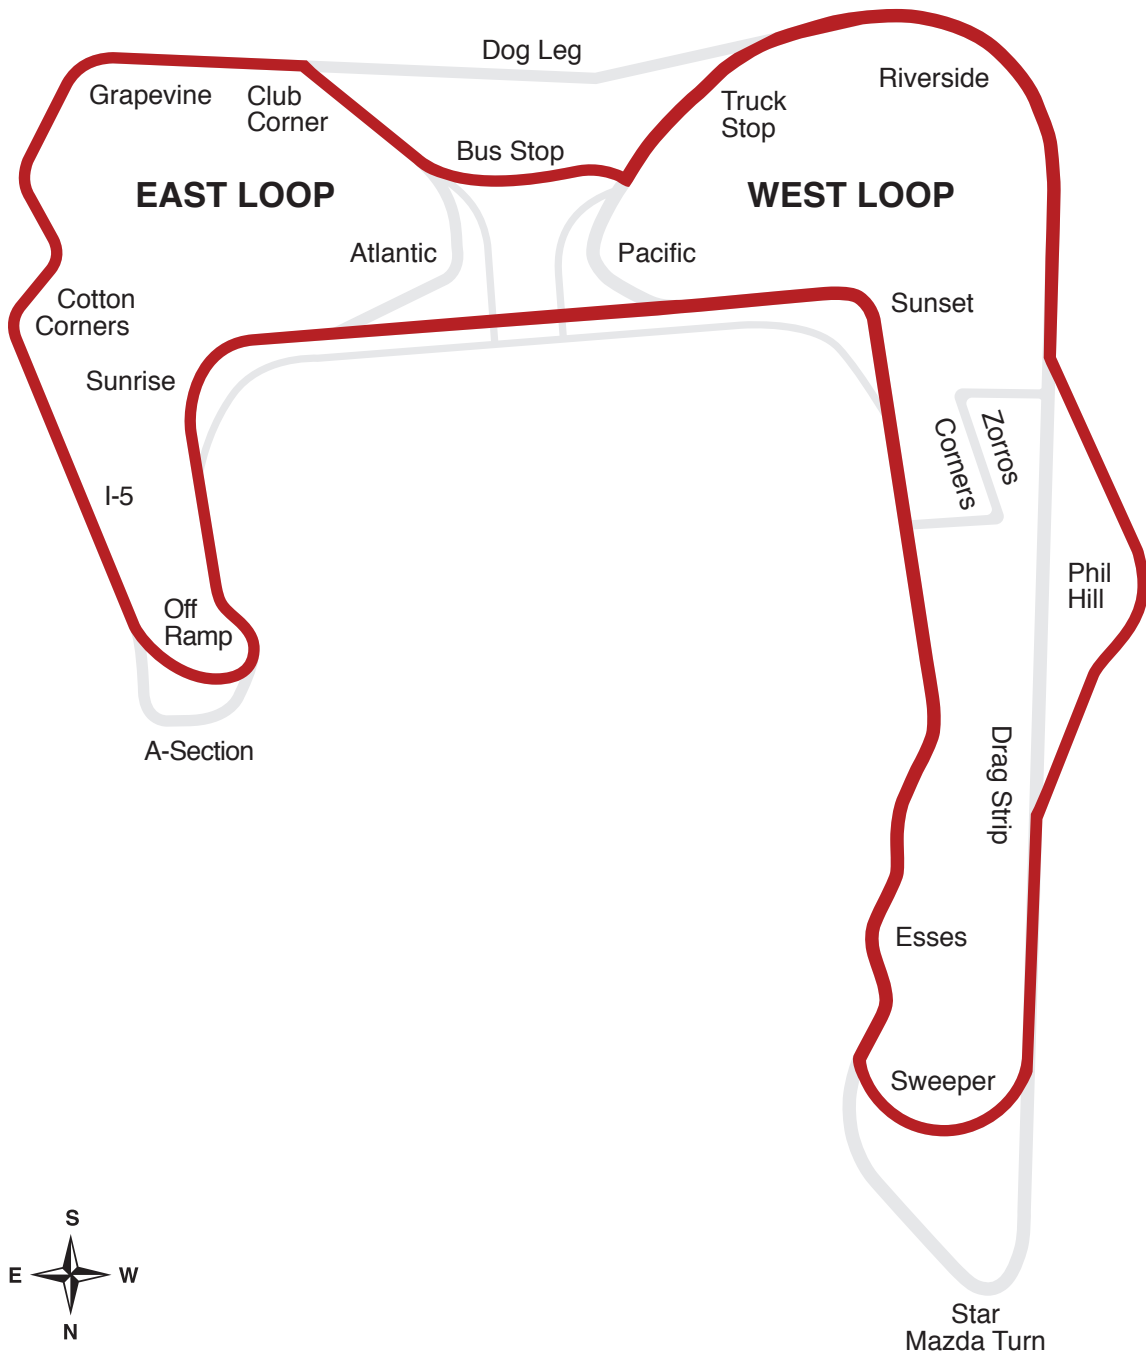 Dog Leg
Riverside
Grapevine
Club
Corner
Truck
Stop
Bus Stop
EAST LOOP
WEST LOOP
Atlantic
Pacific
Cotton
Corners
Sunset
Sunrise
Zorros
Corners
I-5
Phil
Hill
Off
Ramp
A-Section
Drag Strip
Esses
Sweeper
S
E
W
N
Star
Mazda Turn